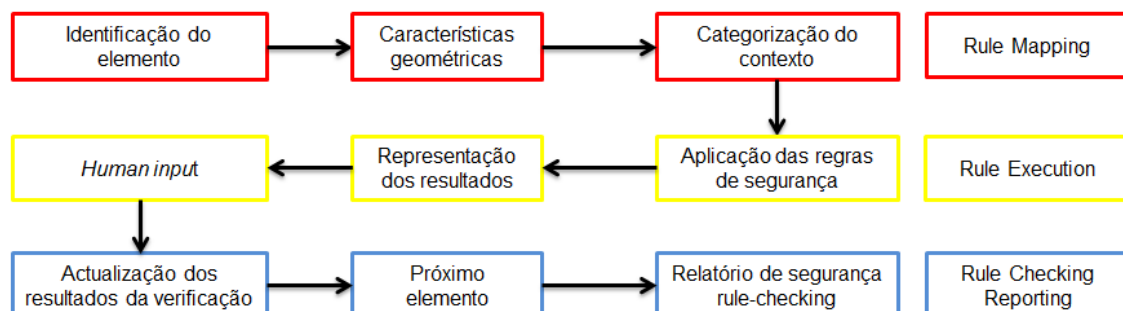 Identificação do
elemento
Características
geométricas
Categorização do
contexto
Rule Mapping
Human input
Representação
dos resultados
Aplicação das regras
de segurança
Rule Execution
Actualização dos
resultados da verificação
Próximo
elemento
Relatório de segurança
rule-checking
Rule Checking
Reporting